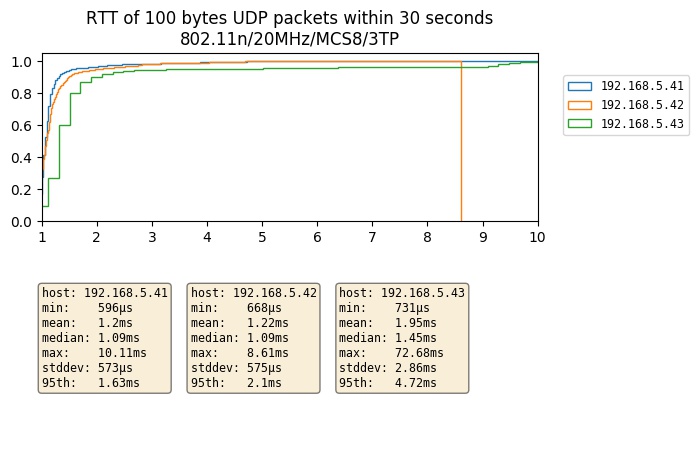 RTT of 100 bytes UDP packets within 30 seconds
802.11n/20MHz/MCS8/3TP
1.0
0.8
0.6
0.4
0.2
0.0
1 2 3 4 5 6 7 8 9 10
192.168.5.41
192.168.5.42
192.168.5.43
host: 192.168.5.41
min:    596µs
mean:   1.2ms
median: 1.09ms
max:    10.11ms
stddev: 573µs
95th:   1.63ms
host: 192.168.5.42
min:    668µs
mean:   1.22ms
median: 1.09ms
max:    8.61ms
stddev: 575µs
95th:   2.1ms
host: 192.168.5.43
min:    731µs
mean:   1.95ms
median: 1.45ms
max:    72.68ms
stddev: 2.86ms
95th:   4.72ms